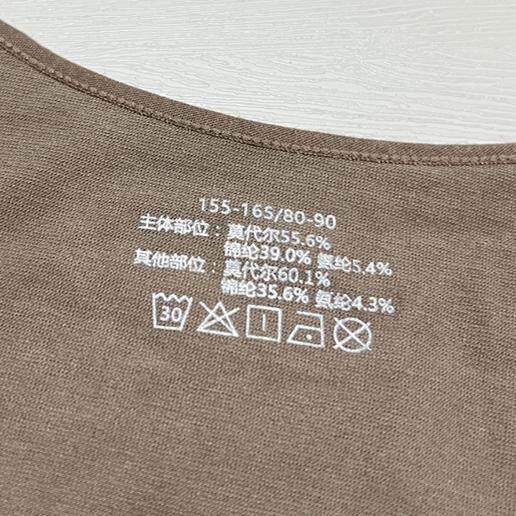 155-165/80-90
主体部位：莫代尔55.6%
锦纶39.0% 氨纶5.4%
其他部位：莫代尔60.1%
锦纶35.6% 氨纶4.3%
30